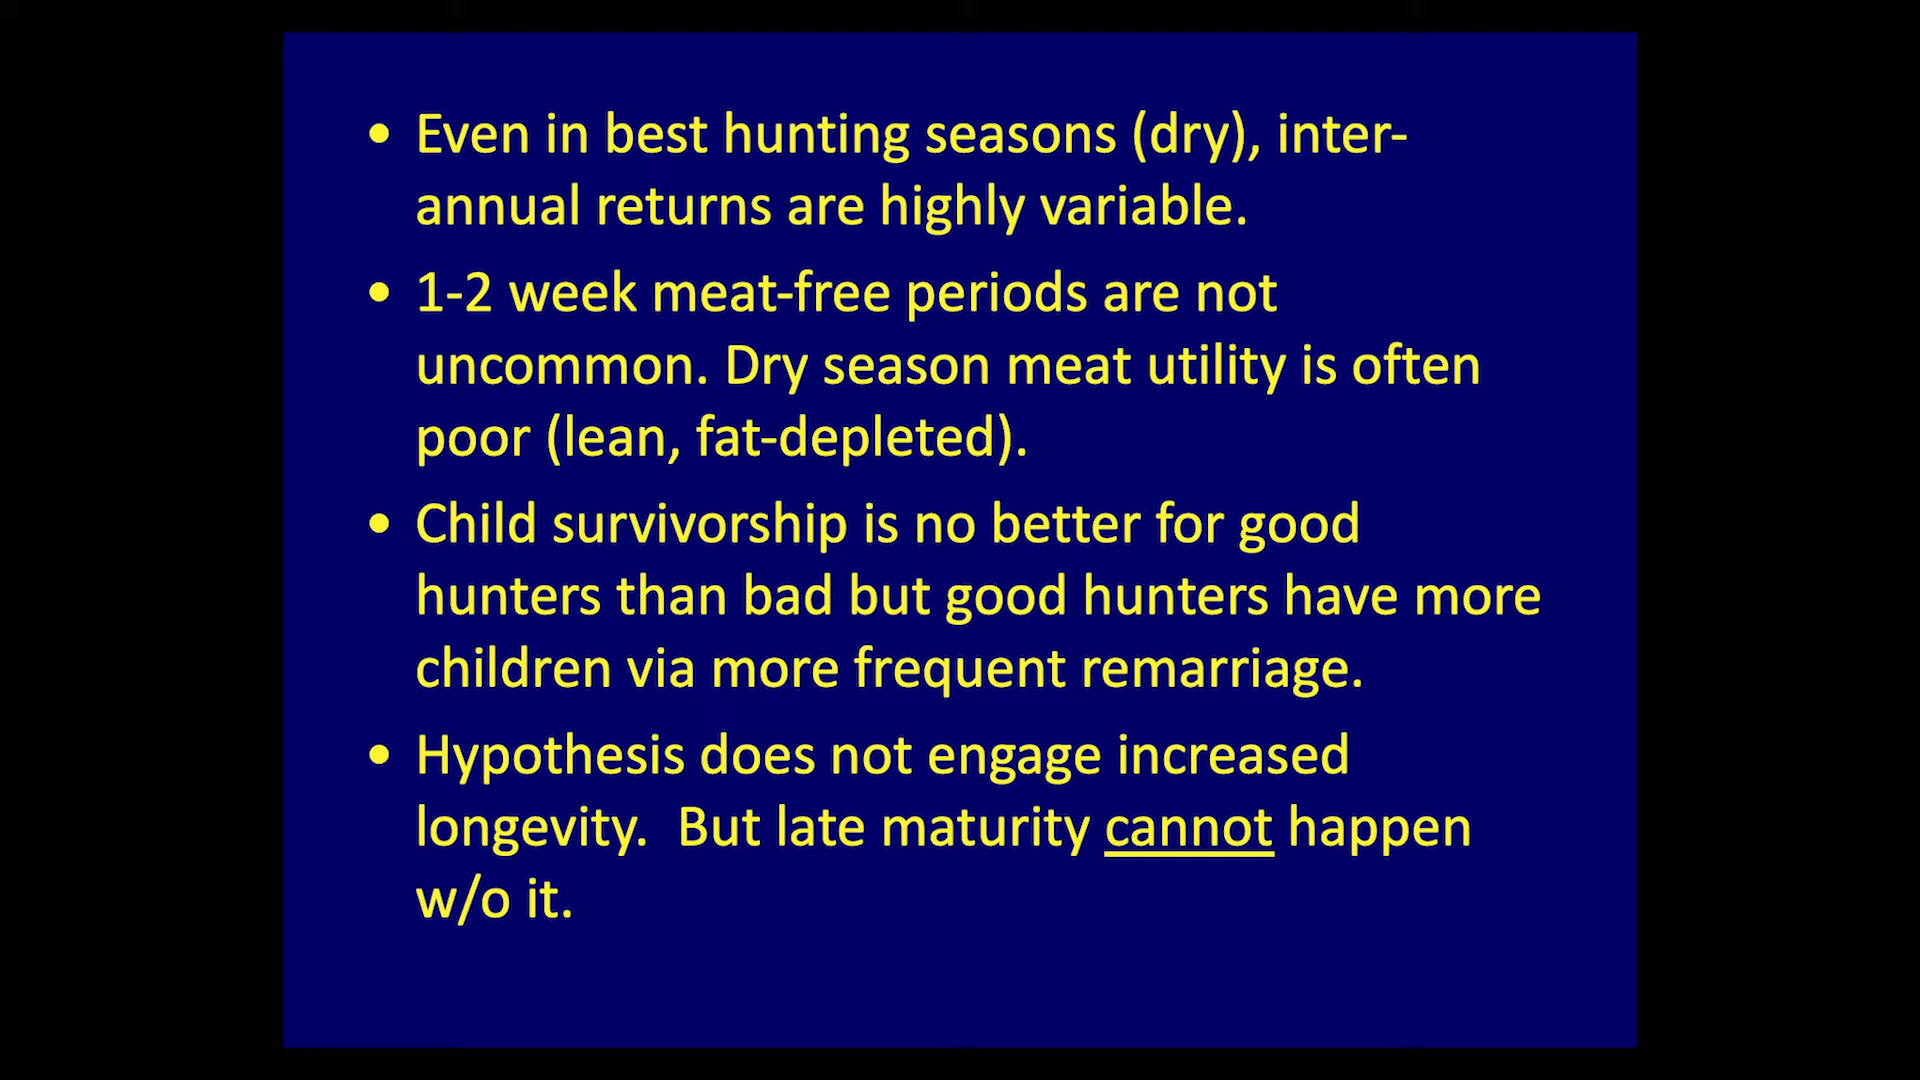 • Even in best hunting seasons (dry), inter-
annual returns are highly variable.
• 1-2 week meat-free periods are not
uncommon. Dry season meat utility is often
poor (lean, fat-depleted).
• Child survivorship is no better for good
hunters than bad but good hunters have more
children via more frequent remarriage.
• Hypothesis does not engage increased
longevity.  But late maturity cannot happen
w/o it.